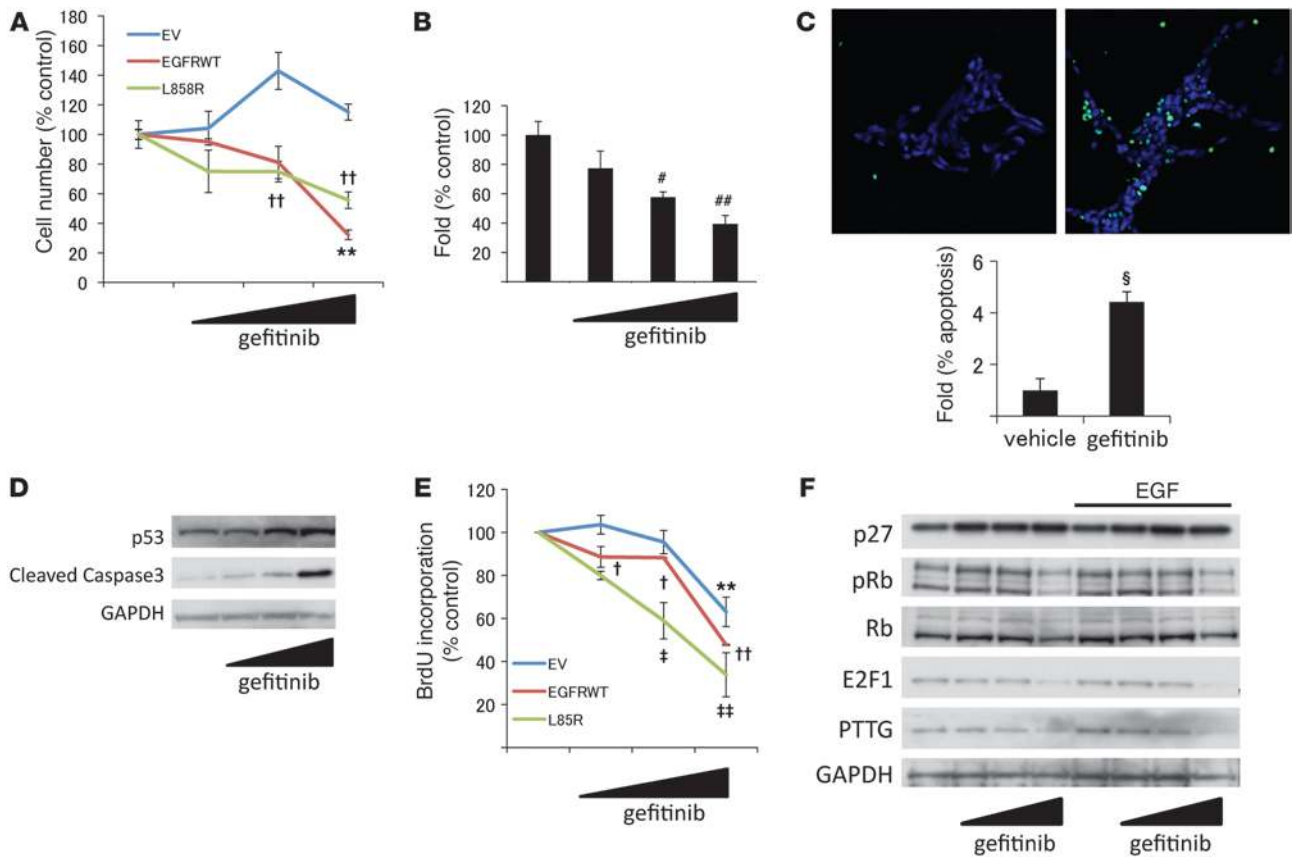 A
Cell number (% control)
180
160
140
120
100
80
60
40
20
0
EV
EGFRWT
L858R
††
††
**
gefitinib
B
Fold (% control)
120
100
80
60
40
20
#
##
gefitinib
C
Fold (% apoptosis)
6
4
2
§
vehicle gefitinib
D
p53
Cleaved Caspase3
GAPDH
gefitinib
E
BrdU incorporation
(% control)
120
100
80
60
40
20
†
†
**
‡
††
‡‡
EV
EGFRWT
L85R
gefitinib
F
EGF
p27
pRb
Rb
E2F1
PTTG
GAPDH
gefitinib gefitinib